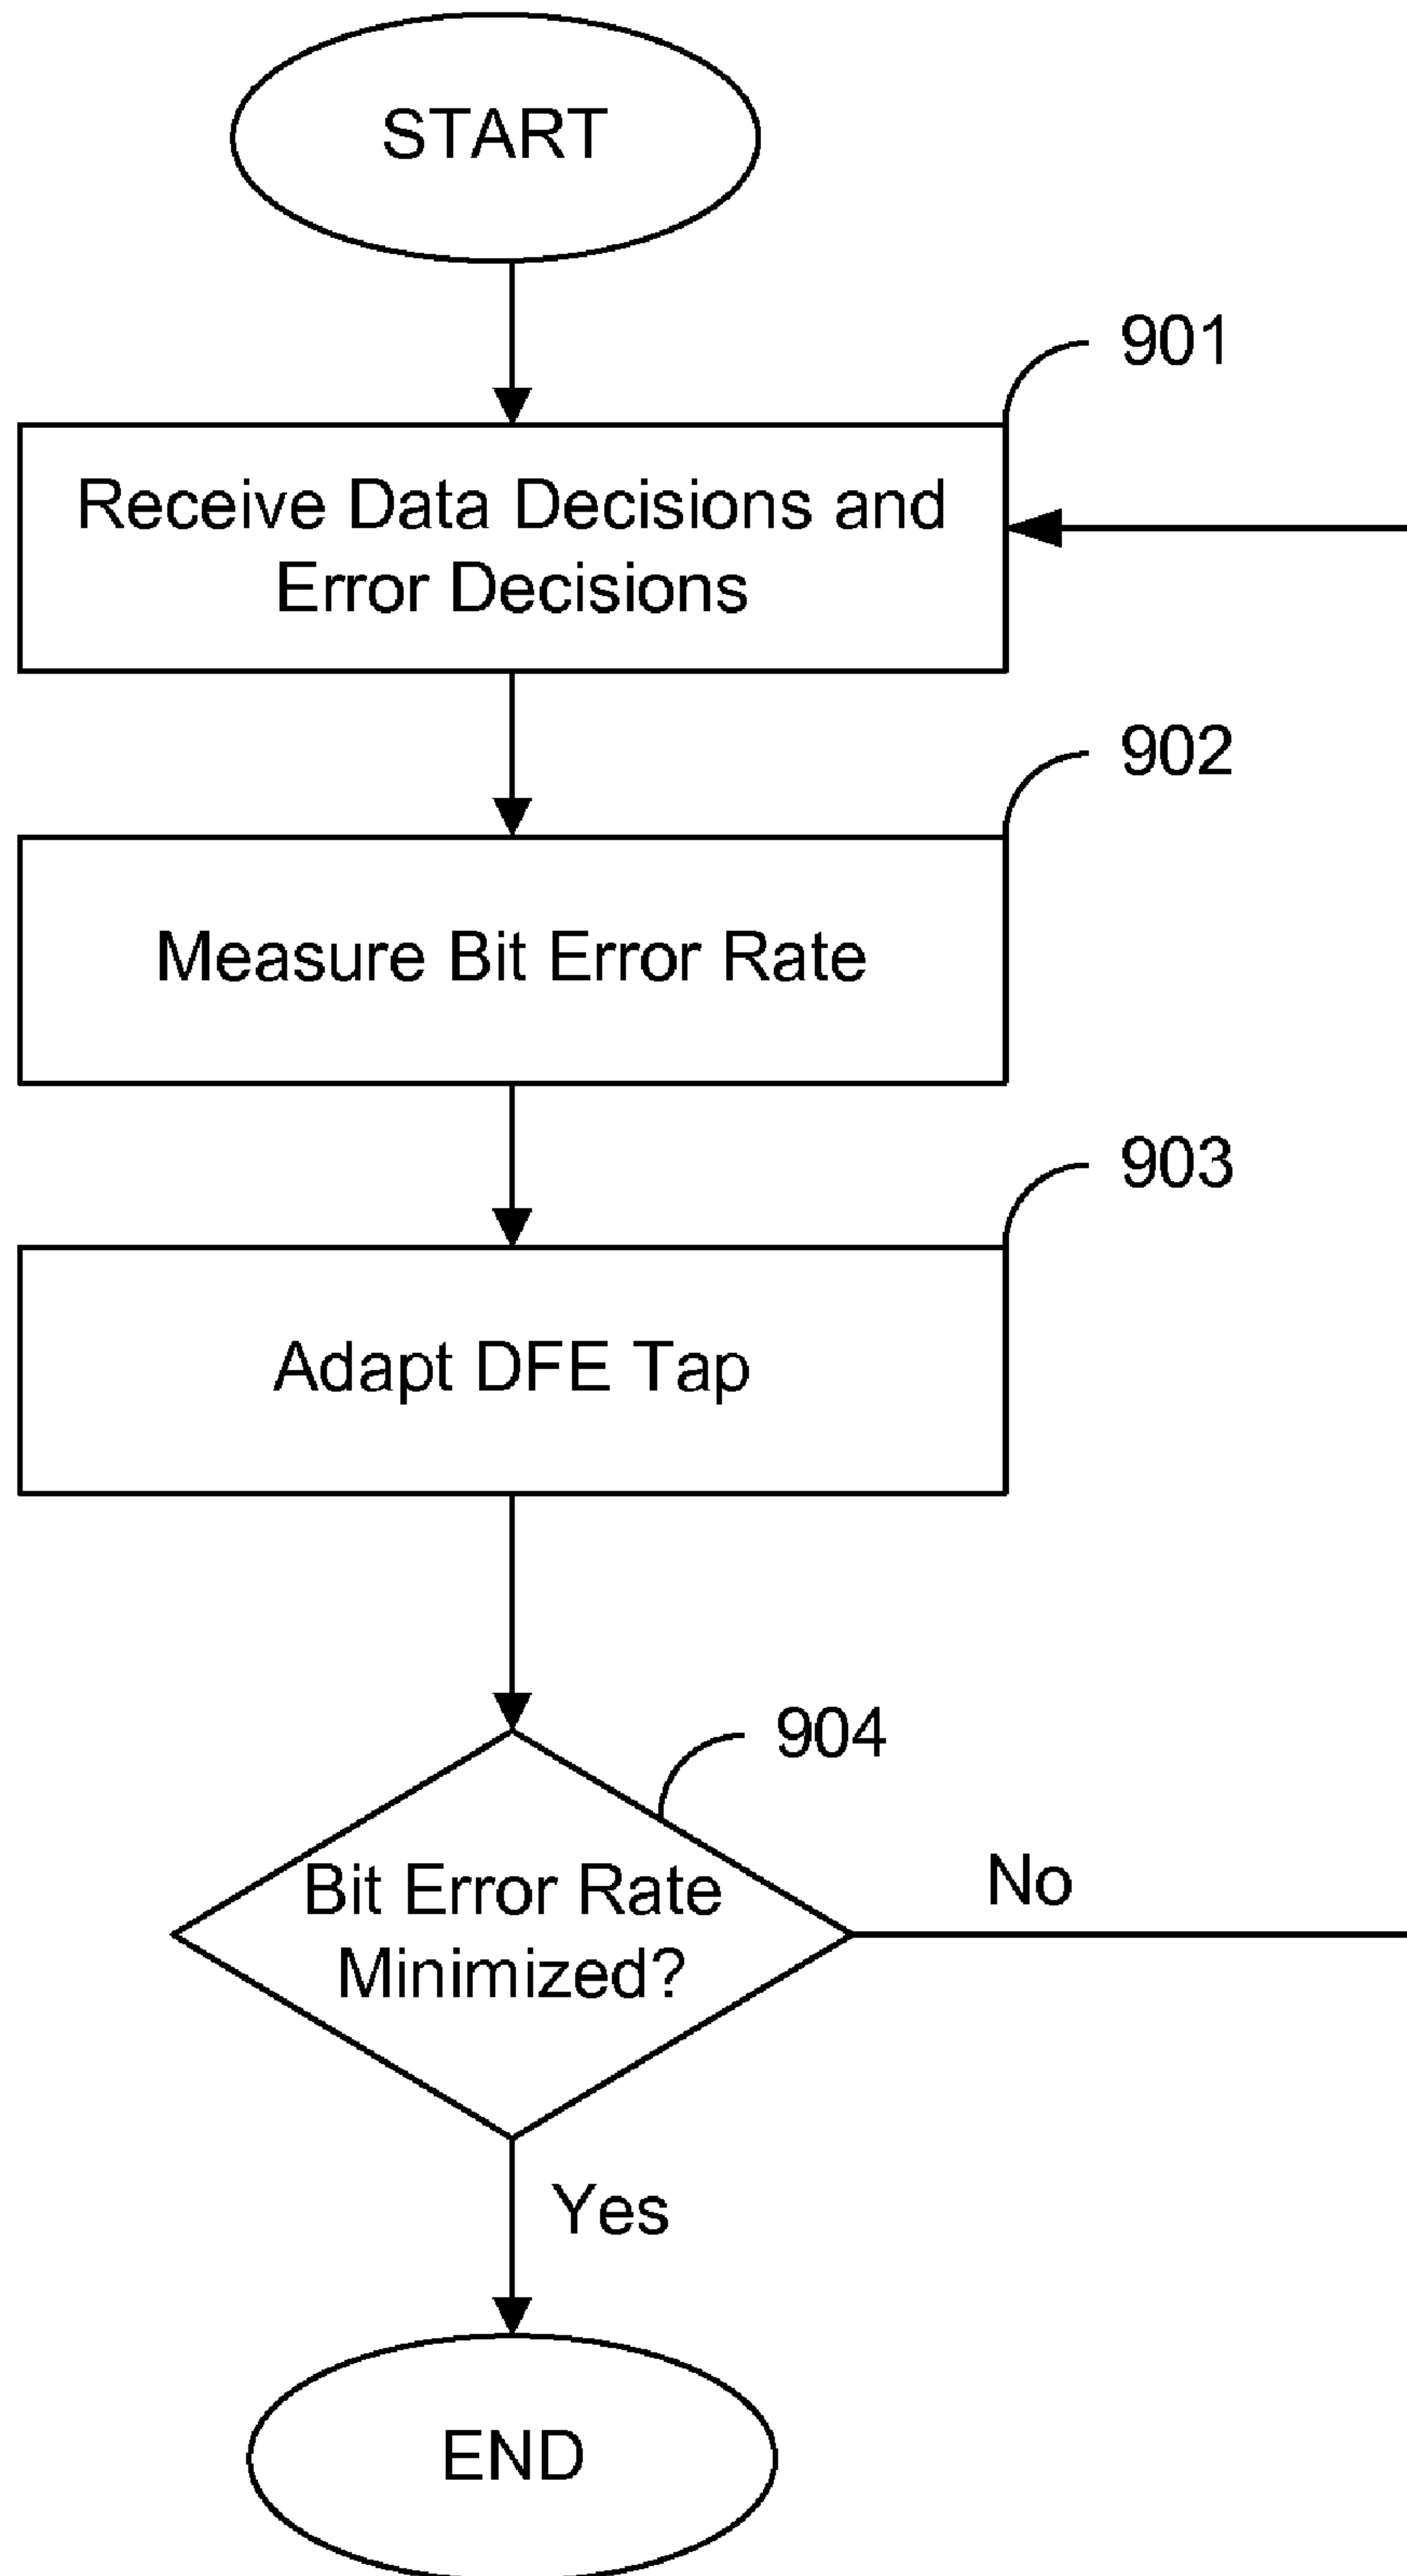 START
901
Receive Data Decisions and
Error Decisions
902
Measure Bit Error Rate
903
Adapt DFE Tap
904
Bit Error Rate
Minimized?
No
Yes
END